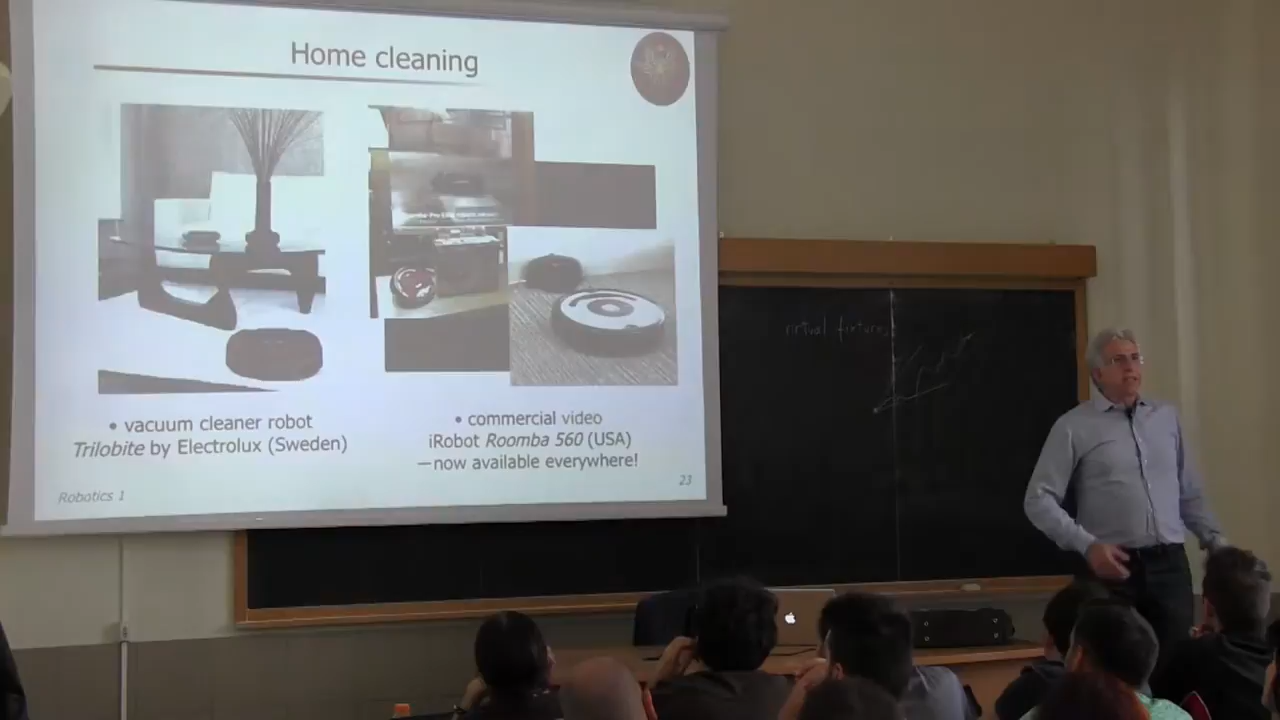 Home cleaning
• vacuum cleaner robot
Trilobite by Electrolux (Sweden)
• commercial video
iRobot Roomba 560 (USA)
—now available everywhere!
Robotics 1
23
virtual fixtures